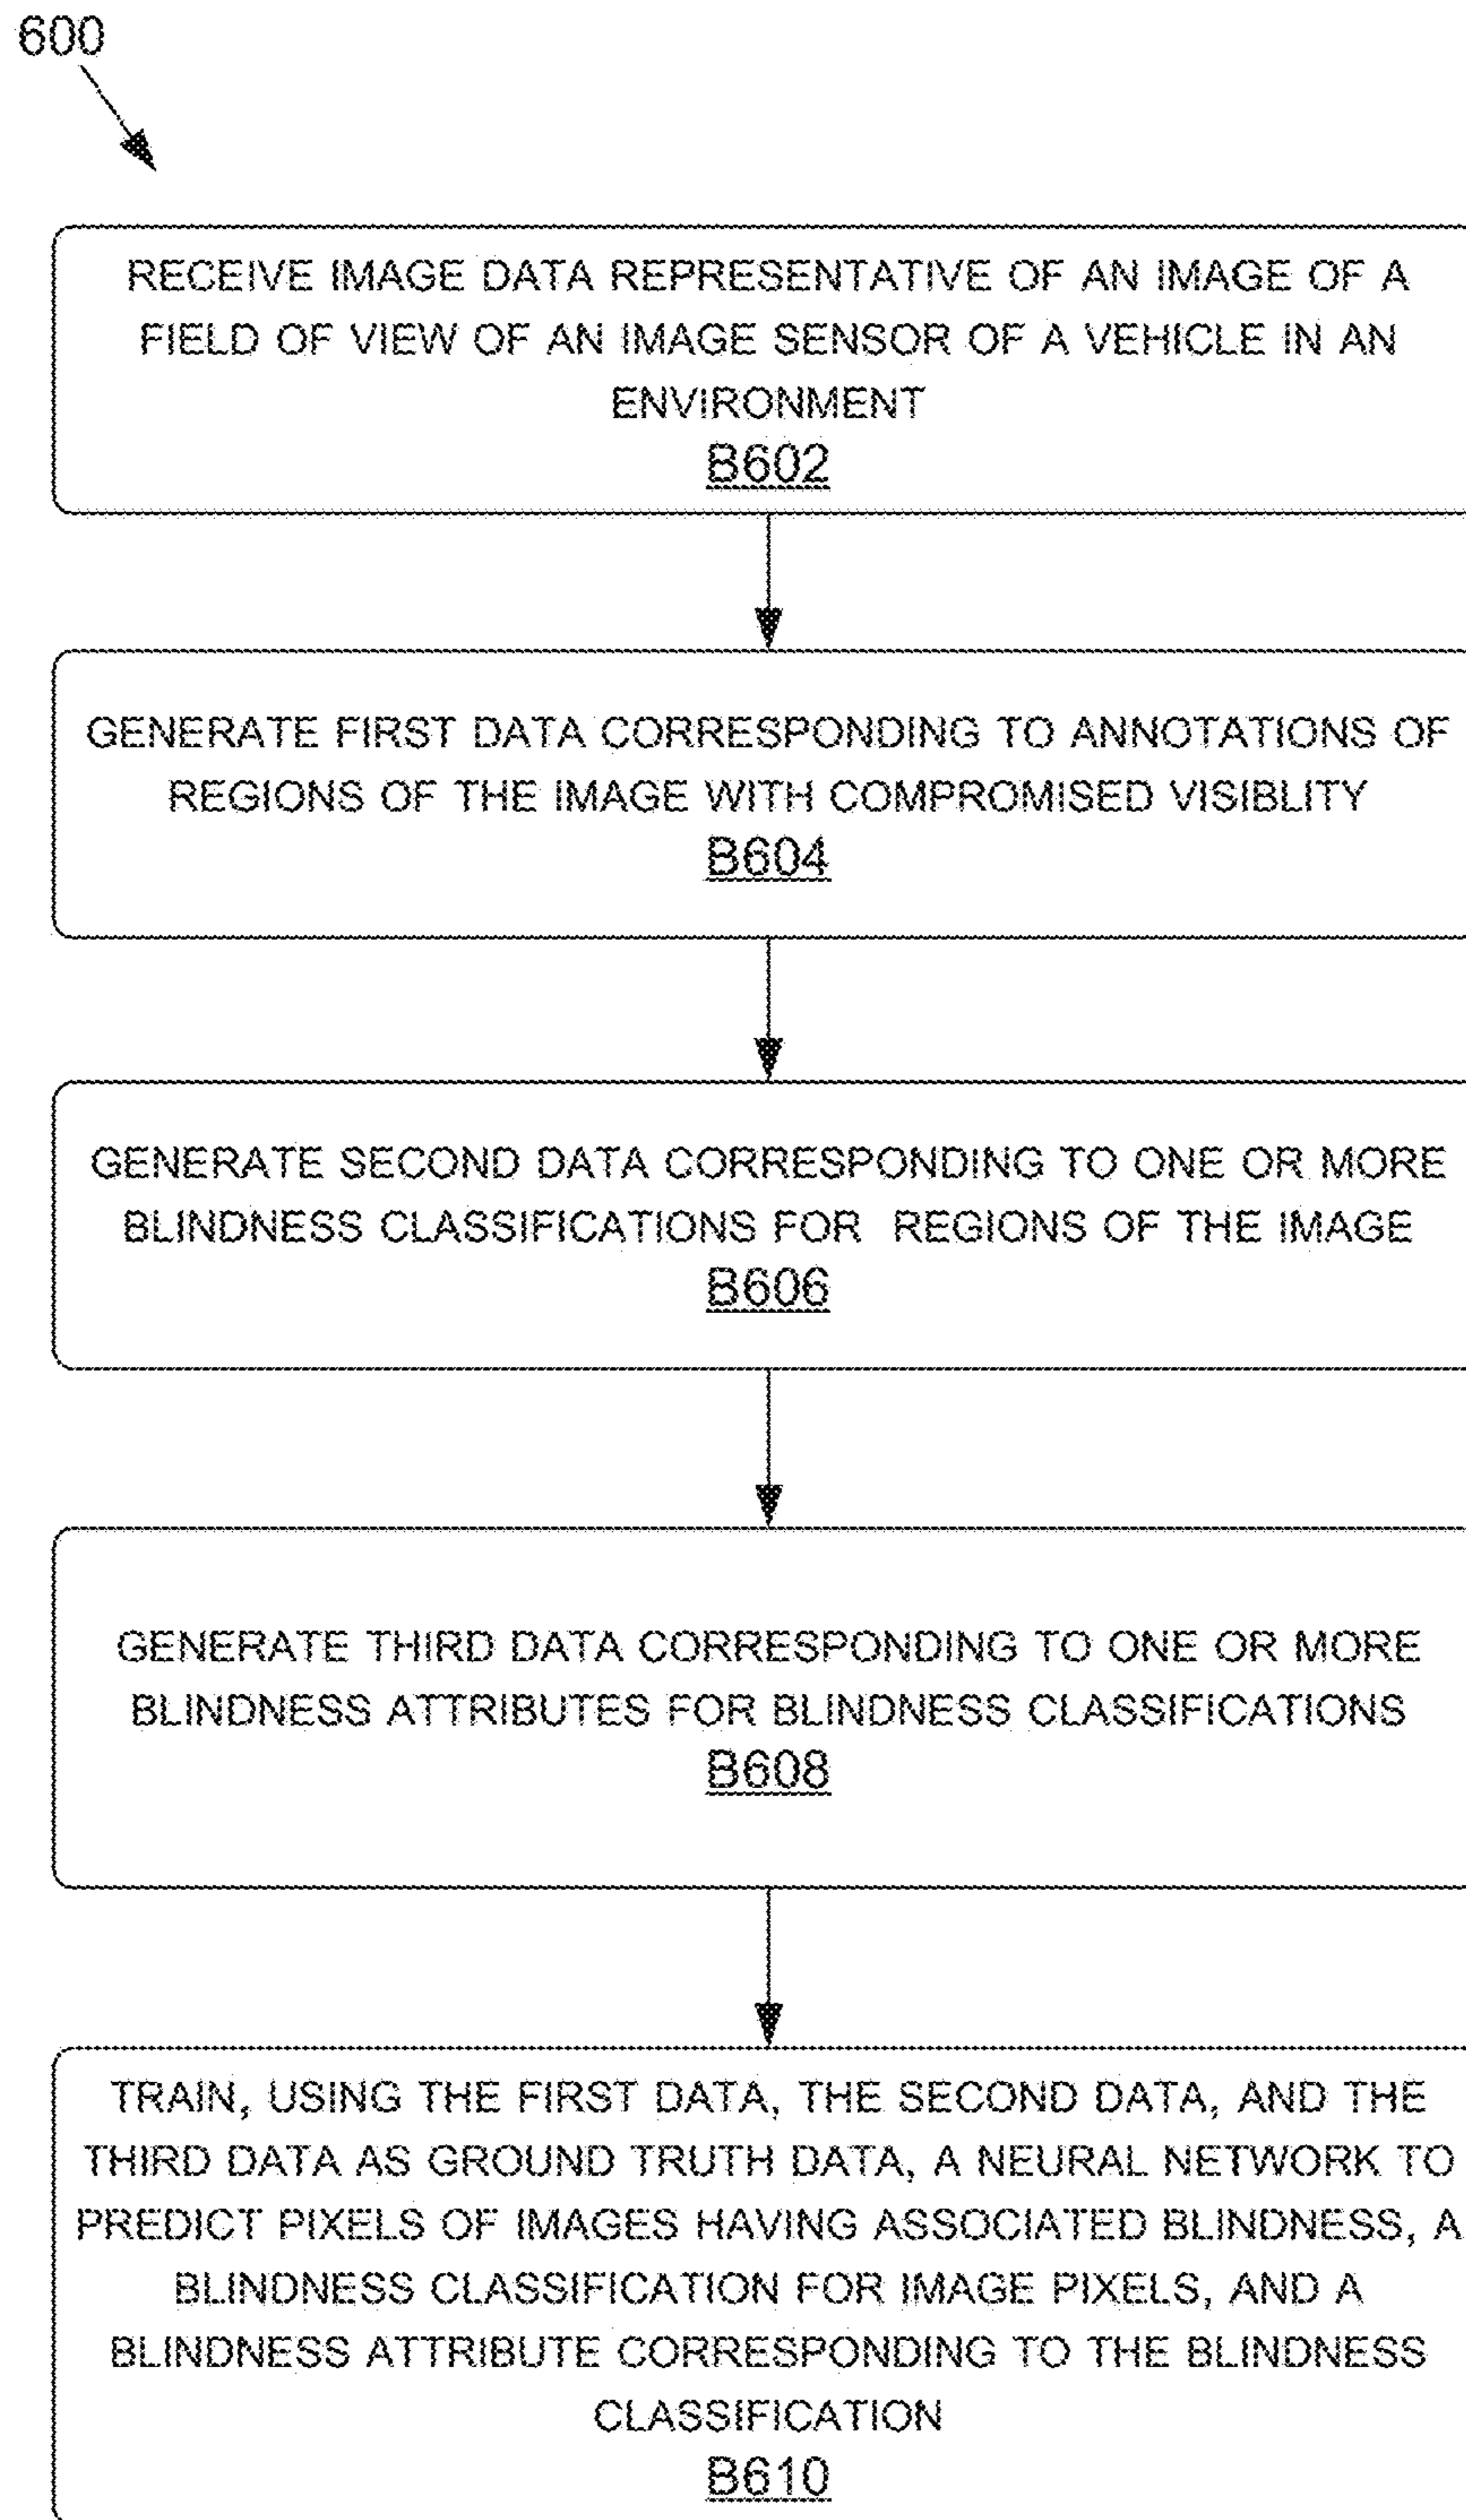 600
RECEIVE IMAGE DATA REPRESENTATIVE OF AN IMAGE OF A
FIELD OF VIEW OF AN IMAGE SENSOR OF A VEHICLE IN AN
ENVIRONMENT
B602
GENERATE FIRST DATA CORRESPONDING TO ANNOTATIONS OF
REGIONS OF THE IMAGE WITH COMPROMISED VISIBLITY
B604
GENERATE SECOND DATA CORRESPONDING TO ONE OR MORE
BLINDNESS CLASSIFICATIONS FOR REGIONS OF THE IMAGE
B606
GENERATE THIRD DATA CORRESPONDING TO ONE OR MORE
BLINDNESS ATTRIBUTES FOR BLINDNESS CLASSIFICATIONS
B608
TRAIN, USING THE FIRST DATA, THE SECOND DATA, AND THE
THIRD DATA AS GROUND TRUTH DATA, A NEURAL NETWORK TO
PREDICT PIXELS OF IMAGES HAVING ASSOCIATED BLINDNESS, A
BLINDNESS CLASSIFICATION FOR IMAGE PIXELS, AND A
BLINDNESS ATTRIBUTE CORRESPONDING TO THE BLINDNESS
CLASSIFICATION
B610